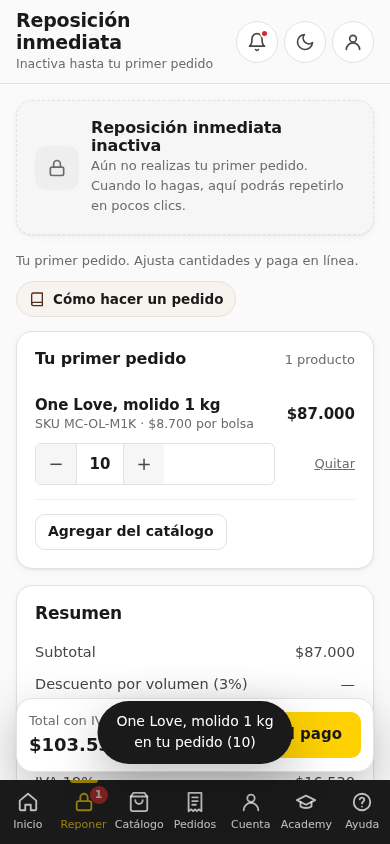 Reposición
inmediata
Inactiva hasta tu primer pedido
Reposición inmediata
inactiva
Aún no realizas tu primer pedido.
Cuando lo hagas, aquí podrás repetirlo
en pocos clics.
Tu primer pedido. Ajusta cantidades y paga en línea.
Cómo hacer un pedido
Tu primer pedido
1 producto
One Love, molido 1 kg
SKU MC-OL-M1K · $8.700 por bolsa
$87.000
− 10 +
Quitar
Agregar del catálogo
Resumen
Subtotal $87.000
Descuento por volumen (3%) —
Total con
$103.5
pago
One Love, molido 1 kg
en tu pedido (10)
IVA 19% $16.530
1
Inicio Reponer Catálogo Pedidos Cuenta Academy Ayuda